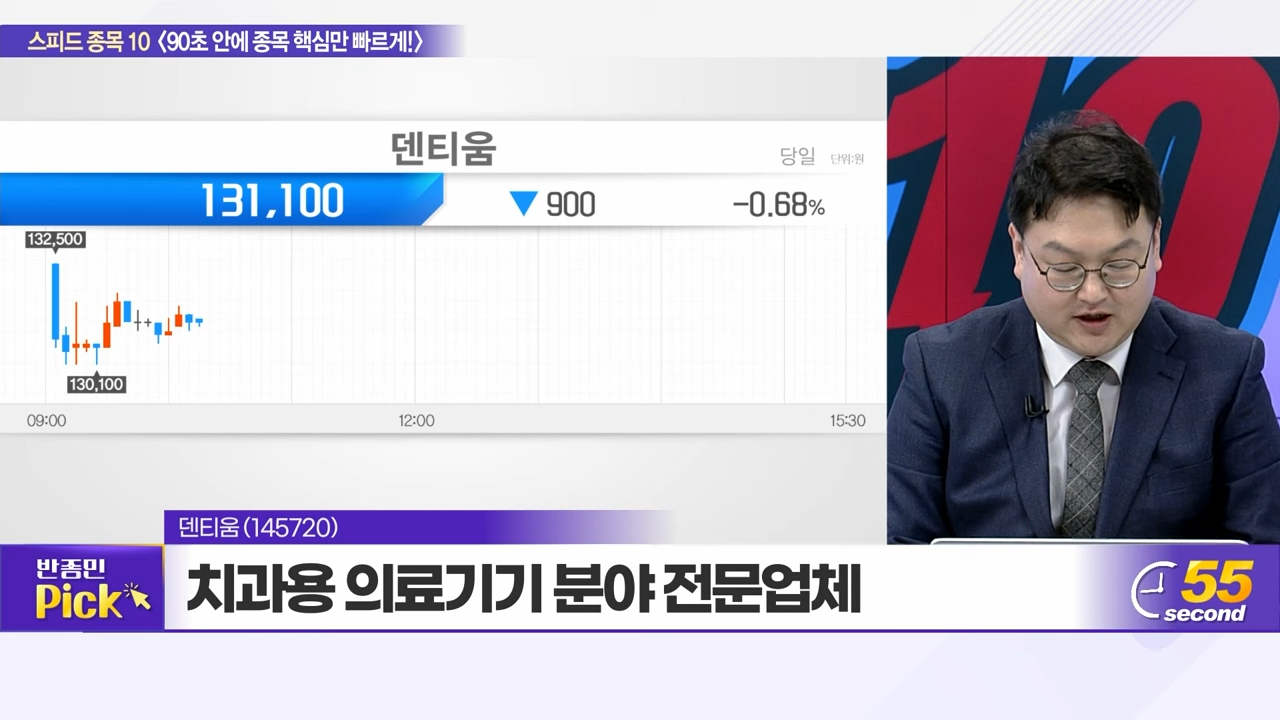 스피드 종목 10 〈90초 안에 종목 핵심만 빠르게!〉
덴티움
당일 단위:원
131,100 ▼ 900 -0.68%
132,500
130,100
09:00 12:00 15:30
덴티움(145720)
반종민
Pick
치과용 의료기기 분야 전문업체
55
second
10